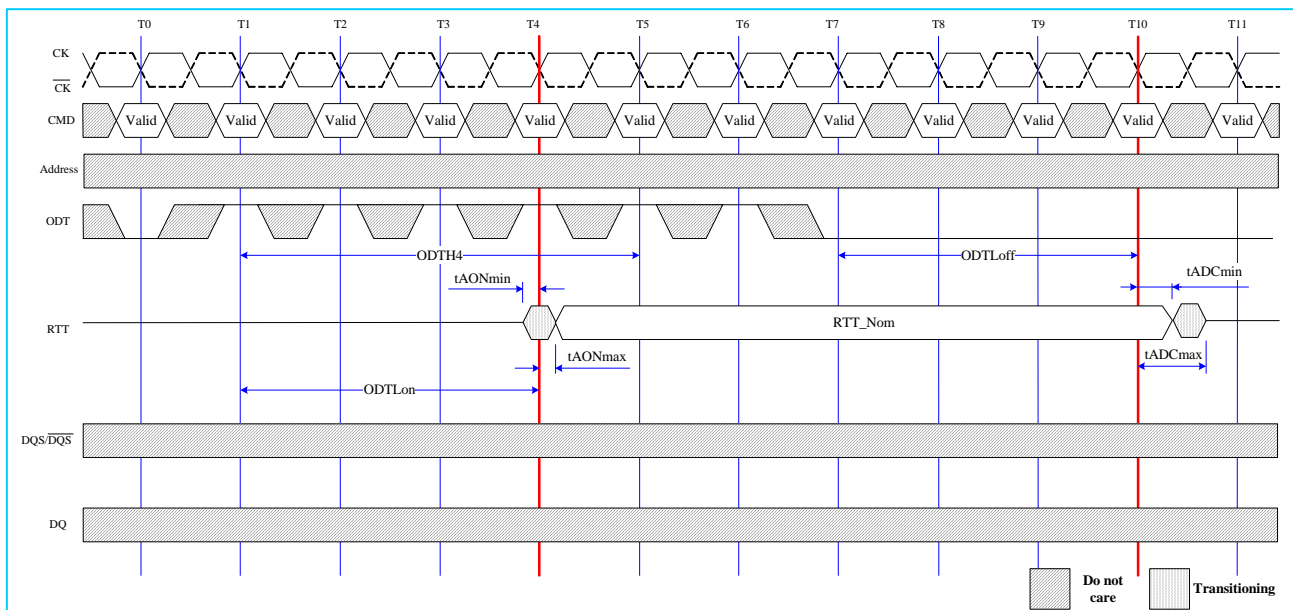 T0 T1 T2 T3 T4 T5 T6 T7 T8 T9 T10 T11
CK
CK
CMD Valid Valid Valid Valid Valid Valid Valid Valid Valid Valid Valid Valid
Address
ODT
ODTH4 ODTLoff
tAONmin tADCmin
RTT RTT_Nom
tAONmax tADCmax
ODTLon
DQS/DQS
DQ
Do not care Transitioning